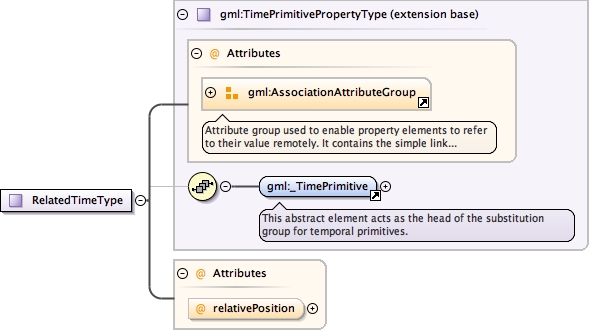 gml:TimePrimitivePropertyType (extension base)
@ Attributes
gml:AssociationAttributeGroup
Attribute group used to enable property elements to refer
to their value remotely. It contains the simple link...
RelatedTimeType
gml:_TimePrimitive
This abstract element acts as the head of the substitution
group for temporal primitives.
@ Attributes
@ relativePosition